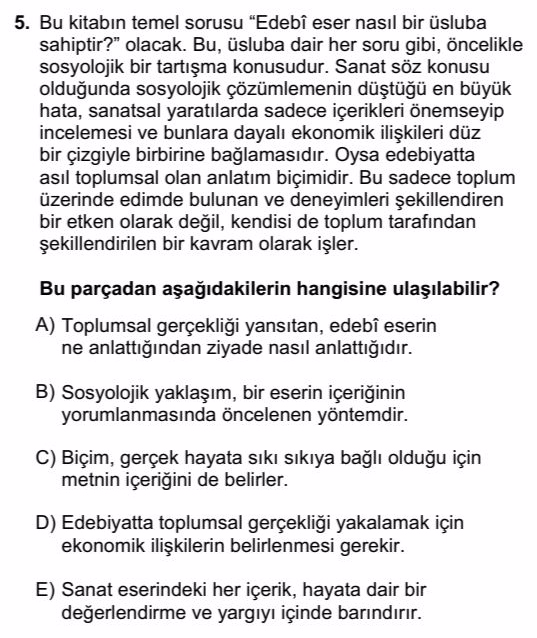 5. Bu kitabın temel sorusu “Edebî eser nasıl bir üsluba
sahiptir?” olacak. Bu, üsluba dair her soru gibi, öncelikle
sosyolojik bir tartışma konusudur. Sanat söz konusu
olduğunda sosyolojik çözümlemenin düştüğü en büyük
hata, sanatsal yaratılarda sadece içerikleri önemseyip
incelemesi ve bunlara dayalı ekonomik ilişkileri düz
bir çizgiyle birbirine bağlamasıdır. Oysa edebiyatta
asıl toplumsal olan anlatım biçimidir. Bu sadece toplum
üzerinde edimde bulunan ve deneyimleri şekillendiren
bir etken olarak değil, kendisi de toplum tarafından
şekillendirilen bir kavram olarak işler.
Bu parçadan aşağıdakilerin hangisine ulaşılabilir?
A) Toplumsal gerçekliği yansıtan, edebî eserin
ne anlattığından ziyade nasıl anlattığıdır.
B) Sosyolojik yaklaşım, bir eserin içeriğinin
yorumlanmasında öncelenen yöntemdir.
C) Biçim, gerçek hayata sıkı sıkıya bağlı olduğu için
metnin içeriğini de belirler.
D) Edebiyatta toplumsal gerçekliği yakalamak için
ekonomik ilişkilerin belirlenmesi gerekir.
E) Sanat eserindeki her içerik, hayata dair bir
değerlendirme ve yargıyı içinde barındırır.